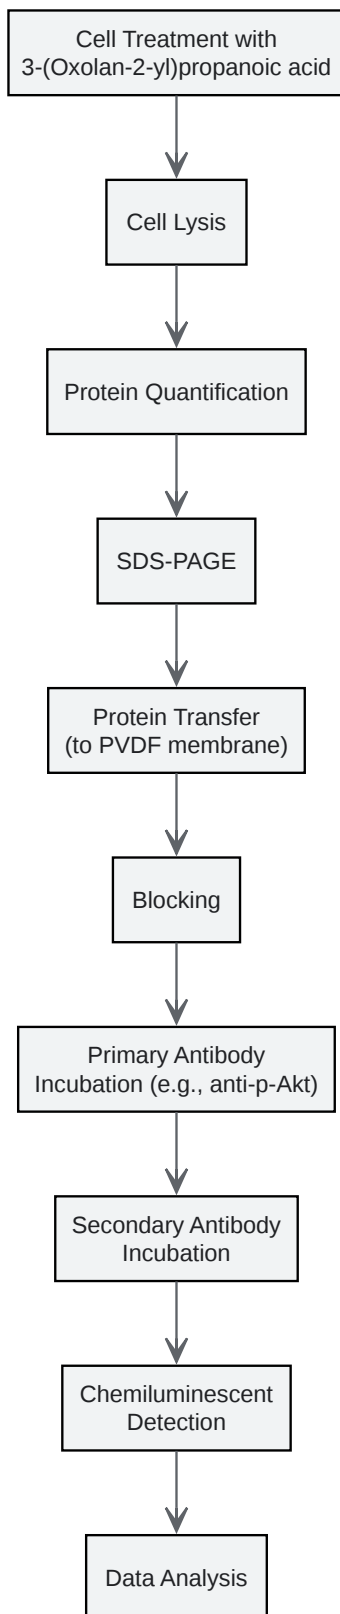 Cell Treatment with
3-(Oxolan-2-yl)propanoic acid
Cell Lysis
Protein Quantification
SDS-PAGE
Protein Transfer
(to PVDF membrane)
Blocking
Primary Antibody
Incubation (e.g., anti-p-Akt)
Secondary Antibody
Incubation
Chemiluminescent
Detection
Data Analysis